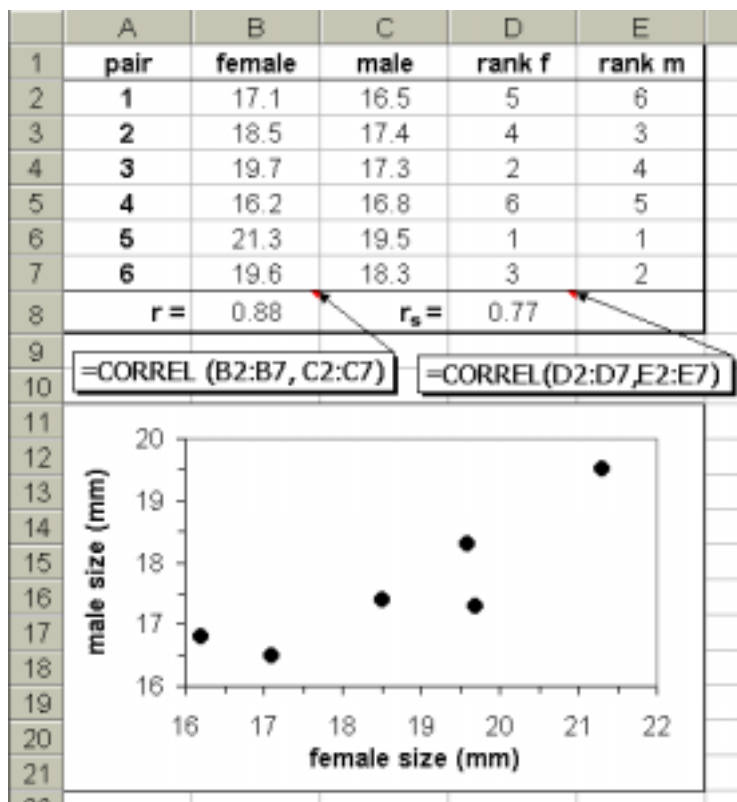 A B C D E
1 pair female male rank f rank m
2 1 17.1 16.5 5 6
3 2 18.5 17.4 4 3
4 3 19.7 17.3 2 4
5 4 16.2 16.8 6 5
6 5 21.3 19.5 1 1
7 6 19.6 18.3 3 2
8 r = 0.88 rs = 0.77
9
=CORREL (B2:B7, C2:C7) =CORREL(D2:D7,E2:E7)
10
11
12 20
13 19
14
15 18
16
17 17
18 16
19 16 17 18 19 20 21 22
20 female size (mm)
21
male size (mm)